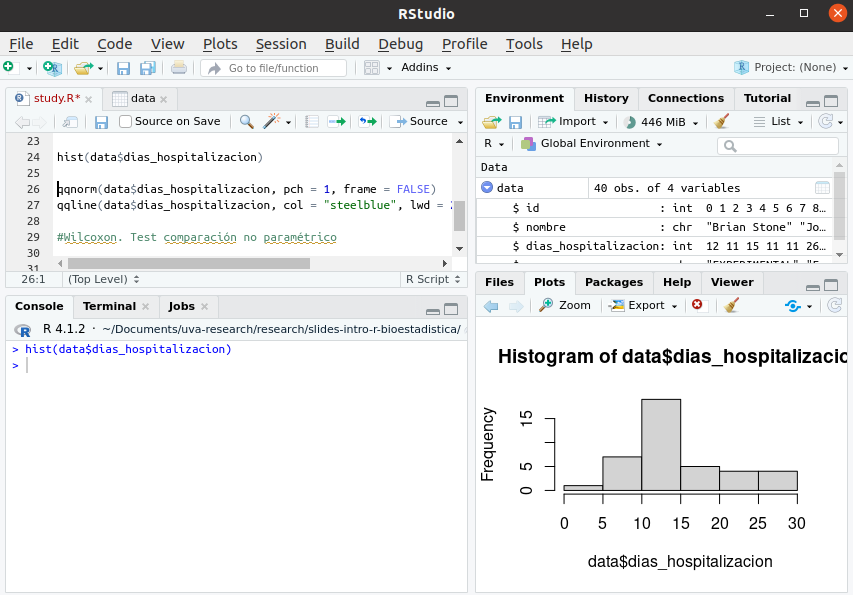 RStudio
File Edit Code View Plots Session Build Debug Profile Tools Help
Go to file/function Addins Project: (None)
study.R* data
Source on Save Source
23
24 hist(data$dias_hospitalizacion)
25
26 qqnorm(data$dias_hospitalizacion, pch = 1, frame = FALSE)
27 qqline(data$dias_hospitalizacion, col = "steelblue", lwd =
28
29 #Wilcoxon. Test comparación no paramétrico
30
31
26:1 (Top Level) R Script
Console Terminal Jobs
R 4.1.2 · ~/Documents/uva-research/research/slides-intro-r-bioestadistica/
> hist(data$dias_hospitalizacion)
>
Environment History Connections Tutorial
Import 446 MiB List
R Global Environment
Data
data 40 obs. of 4 variables
$ id : int 0 1 2 3 4 5 6 7 8…
$ nombre : chr "Brian Stone" "Jo…
$ dias_hospitalizacion: int 12 11 15 11 11 26…
Files Plots Packages Help Viewer
Zoom Export
Histogram of data$dias_hospitalizacio
Frequency
0 5 15
0 5 10 15 20 25 30
data$dias_hospitalizacion